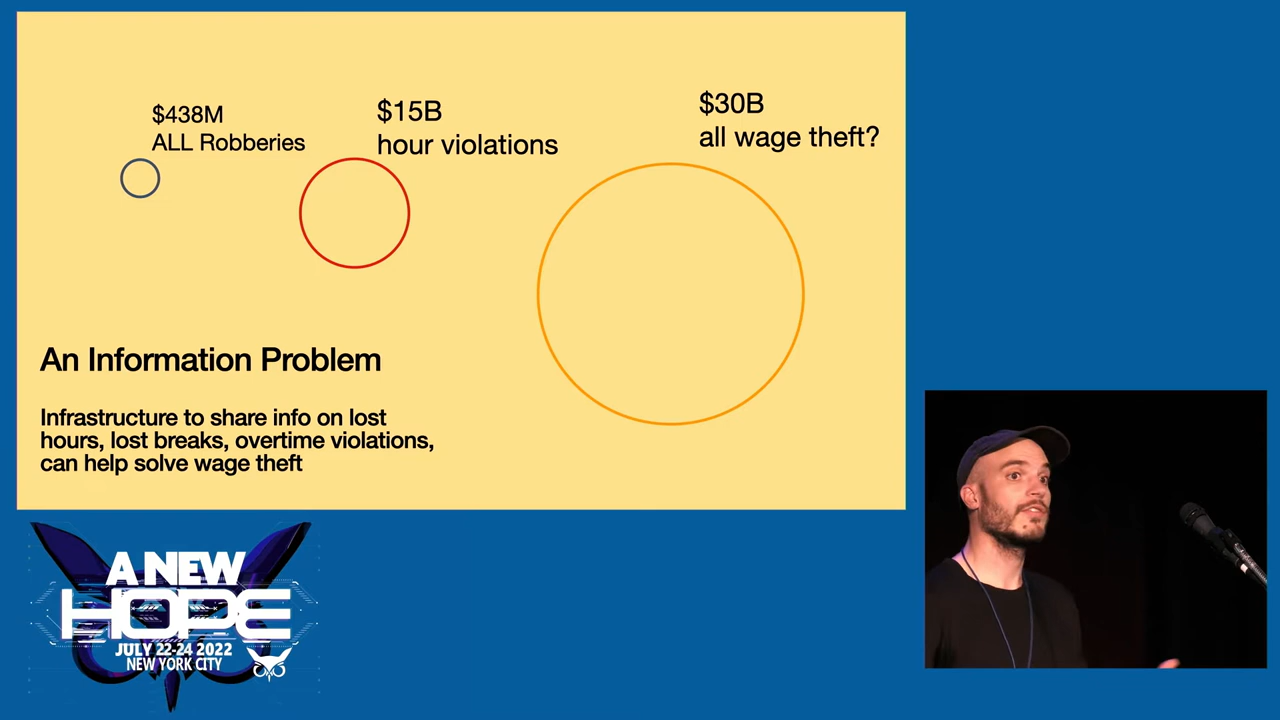 $438M
ALL Robberies
$15B
hour violations
$30B
all wage theft?
An Information Problem
Infrastructure to share info on lost
hours, lost breaks, overtime violations,
can help solve wage theft
A NEW
HOPE
JULY 22-24 2022
NEW YORK CITY